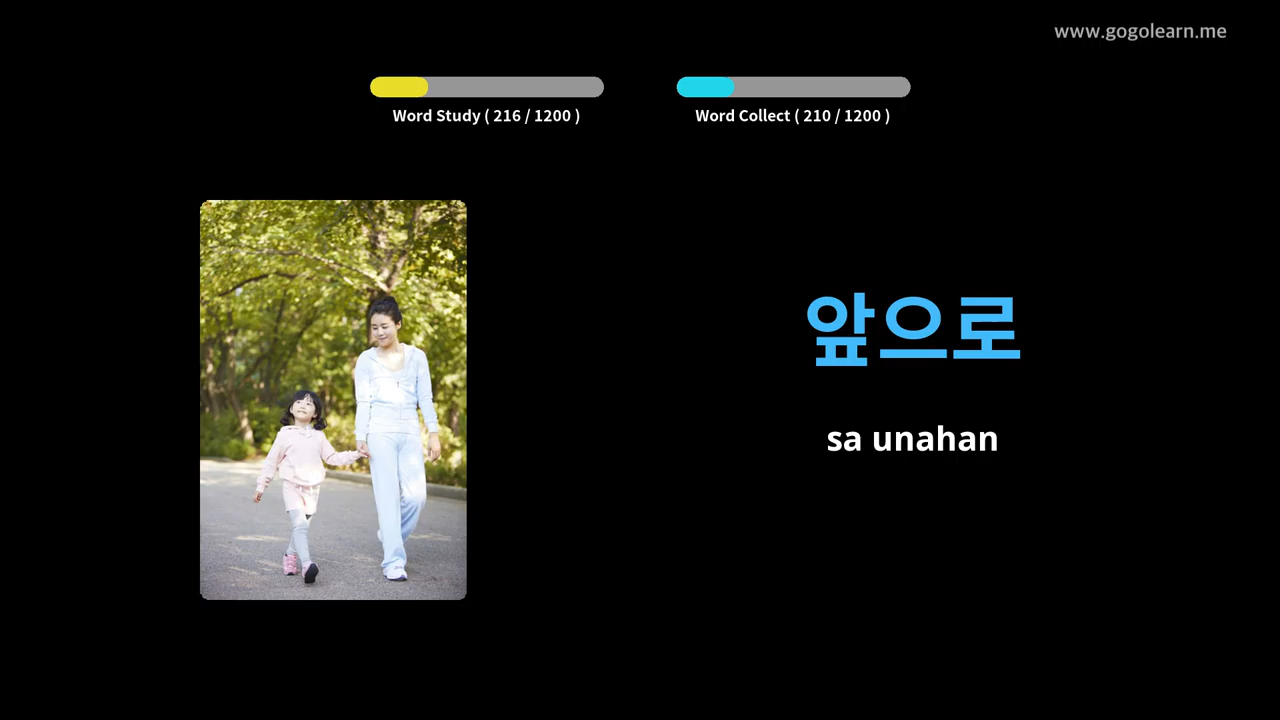 www.gogolearn.me
Word Study ( 216 / 1200 )
Word Collect ( 210 / 1200 )
앞으로
sa unahan